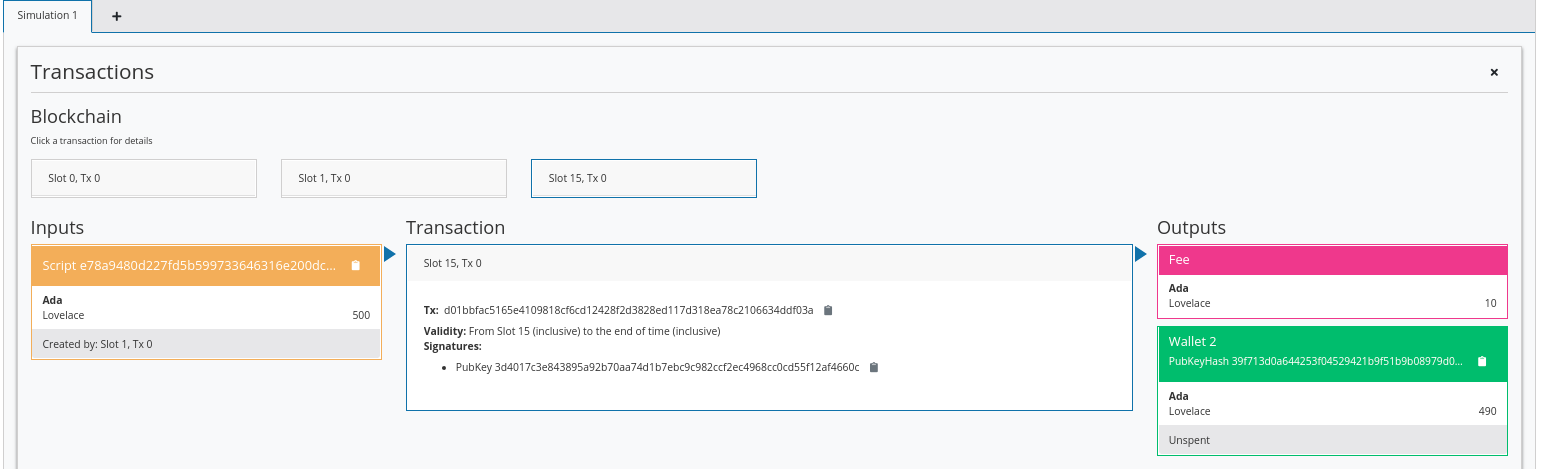 Simulation 1 +
Transactions
Blockchain
Click a transaction for details
Slot 0, Tx 0
Slot 1, Tx 0
Slot 15, Tx 0
Inputs
Script e78a9480d227fd5b599733646316e200dc...
Ada
Lovelace 500
Created by: Slot 1, Tx 0
Transaction
Slot 15, Tx 0
Tx: d01bbfac5165e4109818cf6cd12428f2d3828ed117d318ea78c2106634ddf03a
Validity: From Slot 15 (inclusive) to the end of time (inclusive)
Signatures:
• PubKey 3d4017c3e843895a92b70aa74d1b7ebc9c982ccf2ec4968cc0cd55f12af4660c
Outputs
Fee
Ada
Lovelace 10
Wallet 2
PubKeyHash 39f713d0a644253f04529421b9f51b9b08979d0...
Ada
Lovelace 490
Unspent